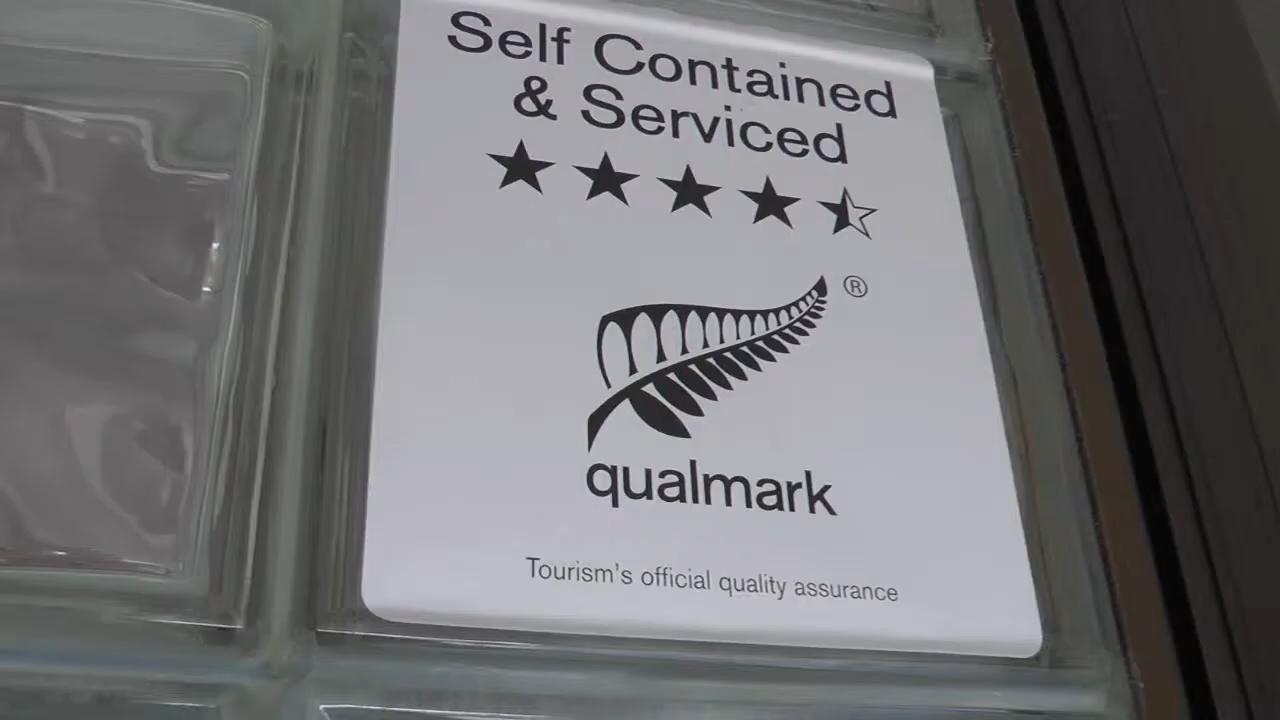 Self Contained
& Serviced
®
qualmark
Tourism's official quality assurance